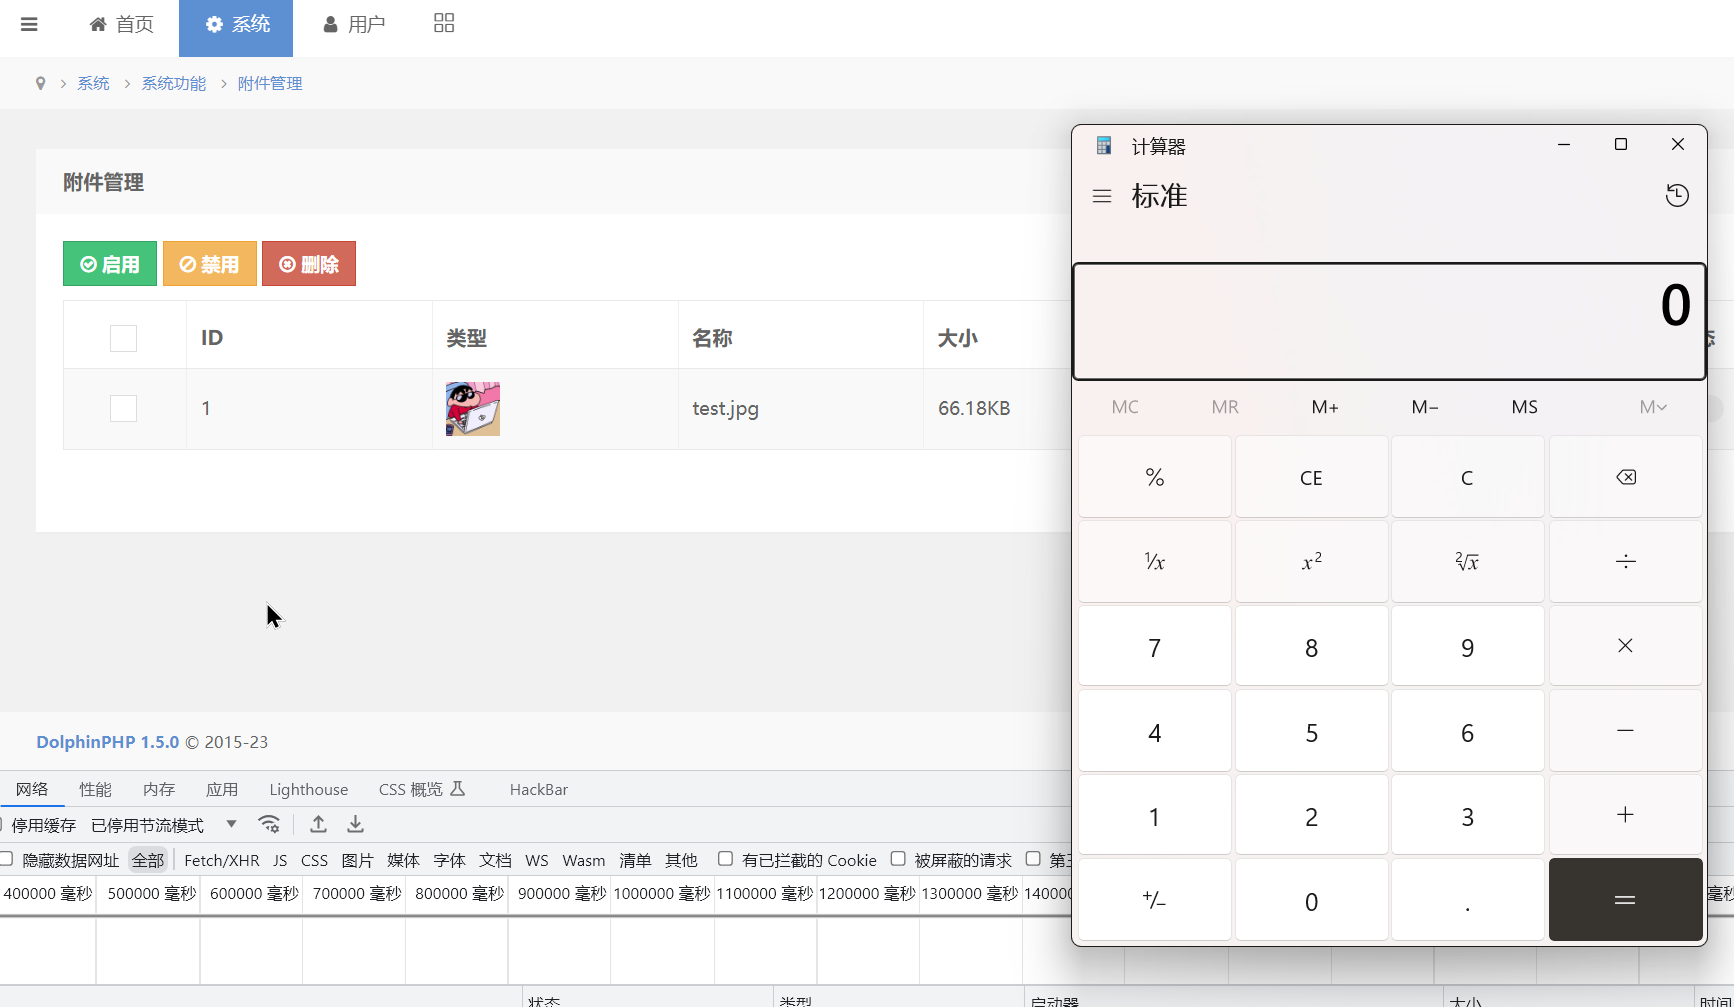 首页 系统 用户
系统 系统功能 附件管理
计算器
附件管理
标准
启用 禁用 删除
0
ID 类型 名称 大小
MC MR M+ M− MS M
1 test.jpg 66.18KB
% CE C
¹/x x² ²√x ÷
7 8 9 ×
4 5 6 −
DolphinPHP 1.5.0 © 2015-23
网络 性能 内存 应用 Lighthouse CSS 概览 HackBar
1 2 3 +
停用缓存 已停用节流模式
隐藏数据网址 全部 Fetch/XHR JS CSS 图片 媒体 字体 文档 WS Wasm 清单 其他 有已拦截的 Cookie 被屏蔽的请求 第
400000 毫秒 500000 毫秒 600000 毫秒 700000 毫秒 800000 毫秒 900000 毫秒 1000000 毫秒 1100000 毫秒 1200000 毫秒 1300000 毫秒 14000 毫秒
+/− 0 . =
状态 类型 启动器 大小 时间